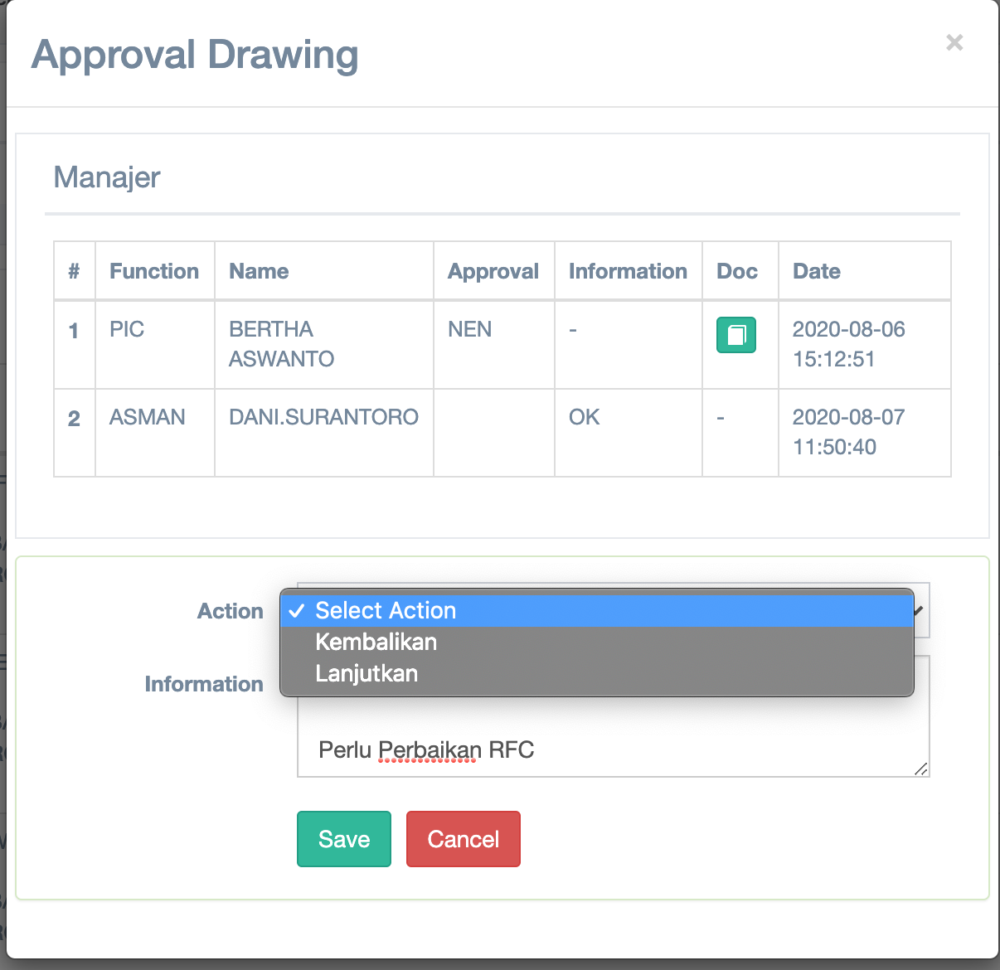 Approval Drawing
×
Manajer
# Function Name Approval Information Doc Date
1 PIC BERTHA ASWANTO NEN - 2020-08-06 15:12:51
2 ASMAN DANI.SURANTORO OK - 2020-08-07 11:50:40
Action
✓ Select Action
Kembalikan
Lanjutkan
Information
Perlu Perbaikan RFC
Save Cancel